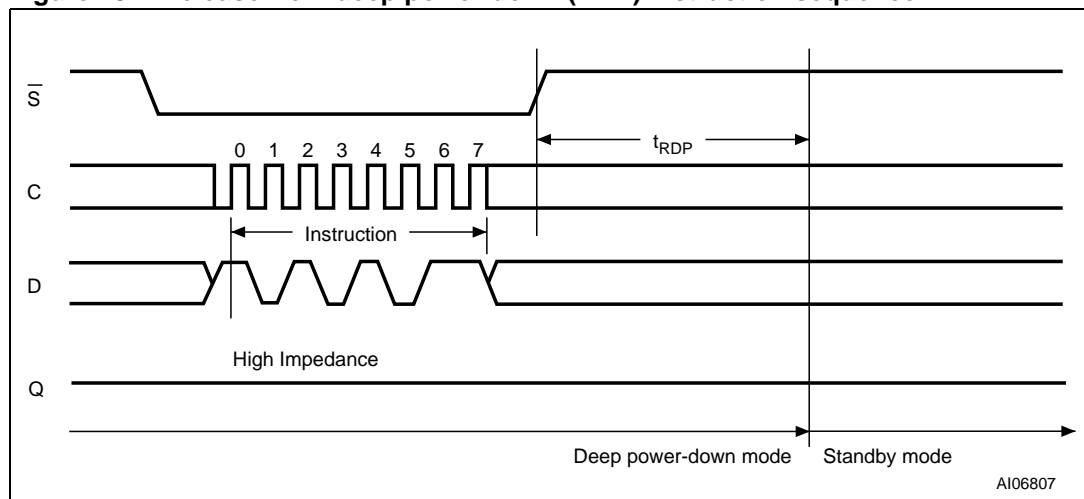 S
tRDP
0 1 2 3 4 5 6 7
C
Instruction
D
High Impedance
Q
Deep power-down mode Standby mode
AI06807